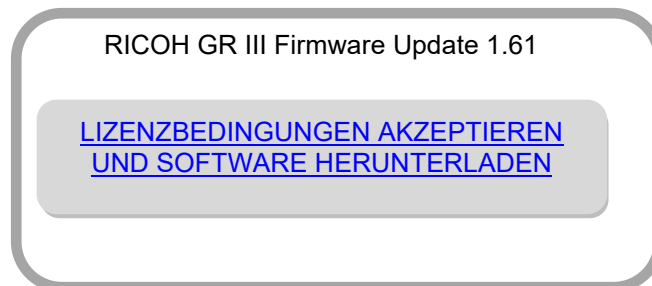 RICOH GR III Firmware Update 1.61
LIZENZBEDINGUNGEN AKZEPTIEREN
UND SOFTWARE HERUNTERLADEN